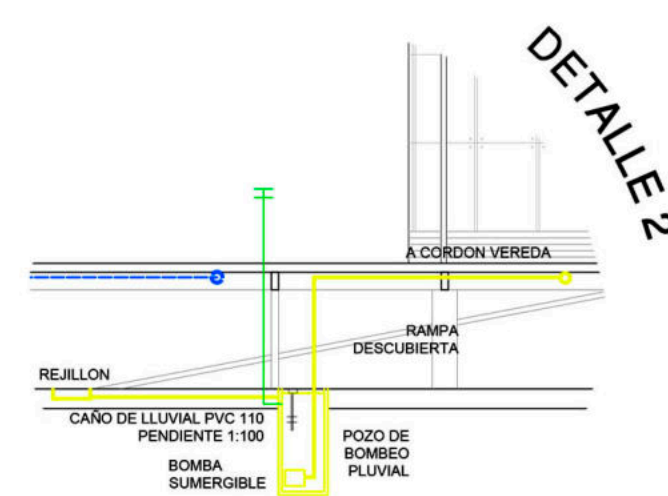 DETALLE 2
A CORDON VEREDA
RAMPA
DESCUBIERTA
REJILLON
CAÑO DE LLUVIAL PVC 110
PENDIENTE 1:100
POZO DE
BOMBEO
PLUVIAL
BOMBA
SUMERGIBLE